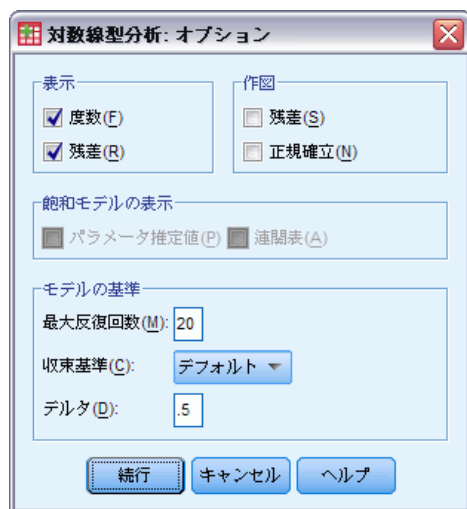 対数線型分析: オプション
表示
度数(F)
残差(R)
作図
残差(S)
正規確立(N)
飽和モデルの表示
パラメータ推定値(P) 連関表(A)
モデルの基準
最大反復回数(M): 20
収束基準(C): デフォルト
デルタ(D): .5
続行 キャンセル ヘルプ